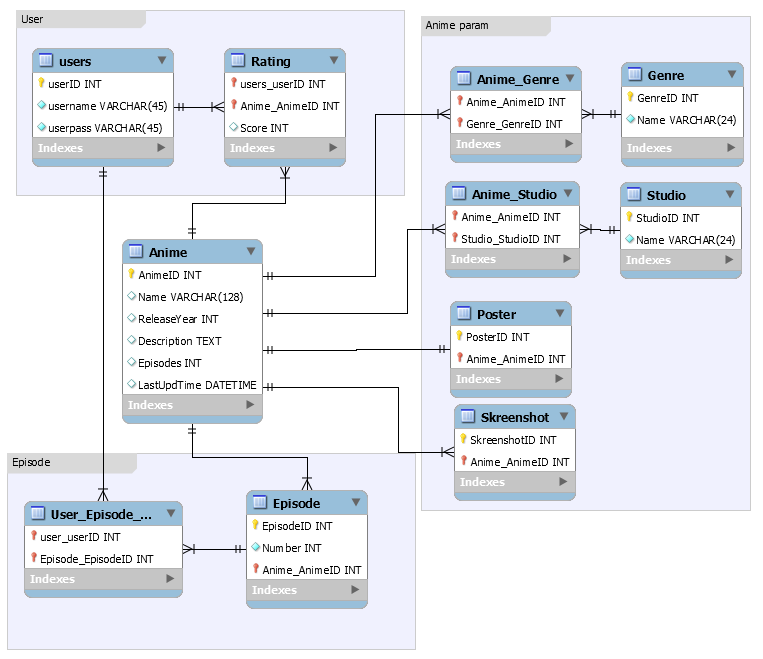 User
users
userID INT
username VARCHAR(45)
userpass VARCHAR(45)
Indexes
Rating
users_userID INT
Anime_AnimeID INT
Score INT
Indexes
Anime
AnimeID INT
Name VARCHAR(128)
ReleaseYear INT
Description TEXT
Episodes INT
LastUpdTime DATETIME
Indexes
Episode
User_Episode_...
user_userID INT
Episode_EpisodeID INT
Indexes
Episode
EpisodeID INT
Number INT
Anime_AnimeID INT
Indexes
Anime param
Anime_Genre
Anime_AnimeID INT
Genre_GenreID INT
Indexes
Genre
GenreID INT
Name VARCHAR(24)
Indexes
Anime_Studio
Anime_AnimeID INT
Studio_StudioID INT
Indexes
Studio
StudioID INT
Name VARCHAR(24)
Indexes
Poster
PosterID INT
Anime_AnimeID INT
Indexes
Skreenshot
SkreenshotID INT
Anime_AnimeID INT
Indexes